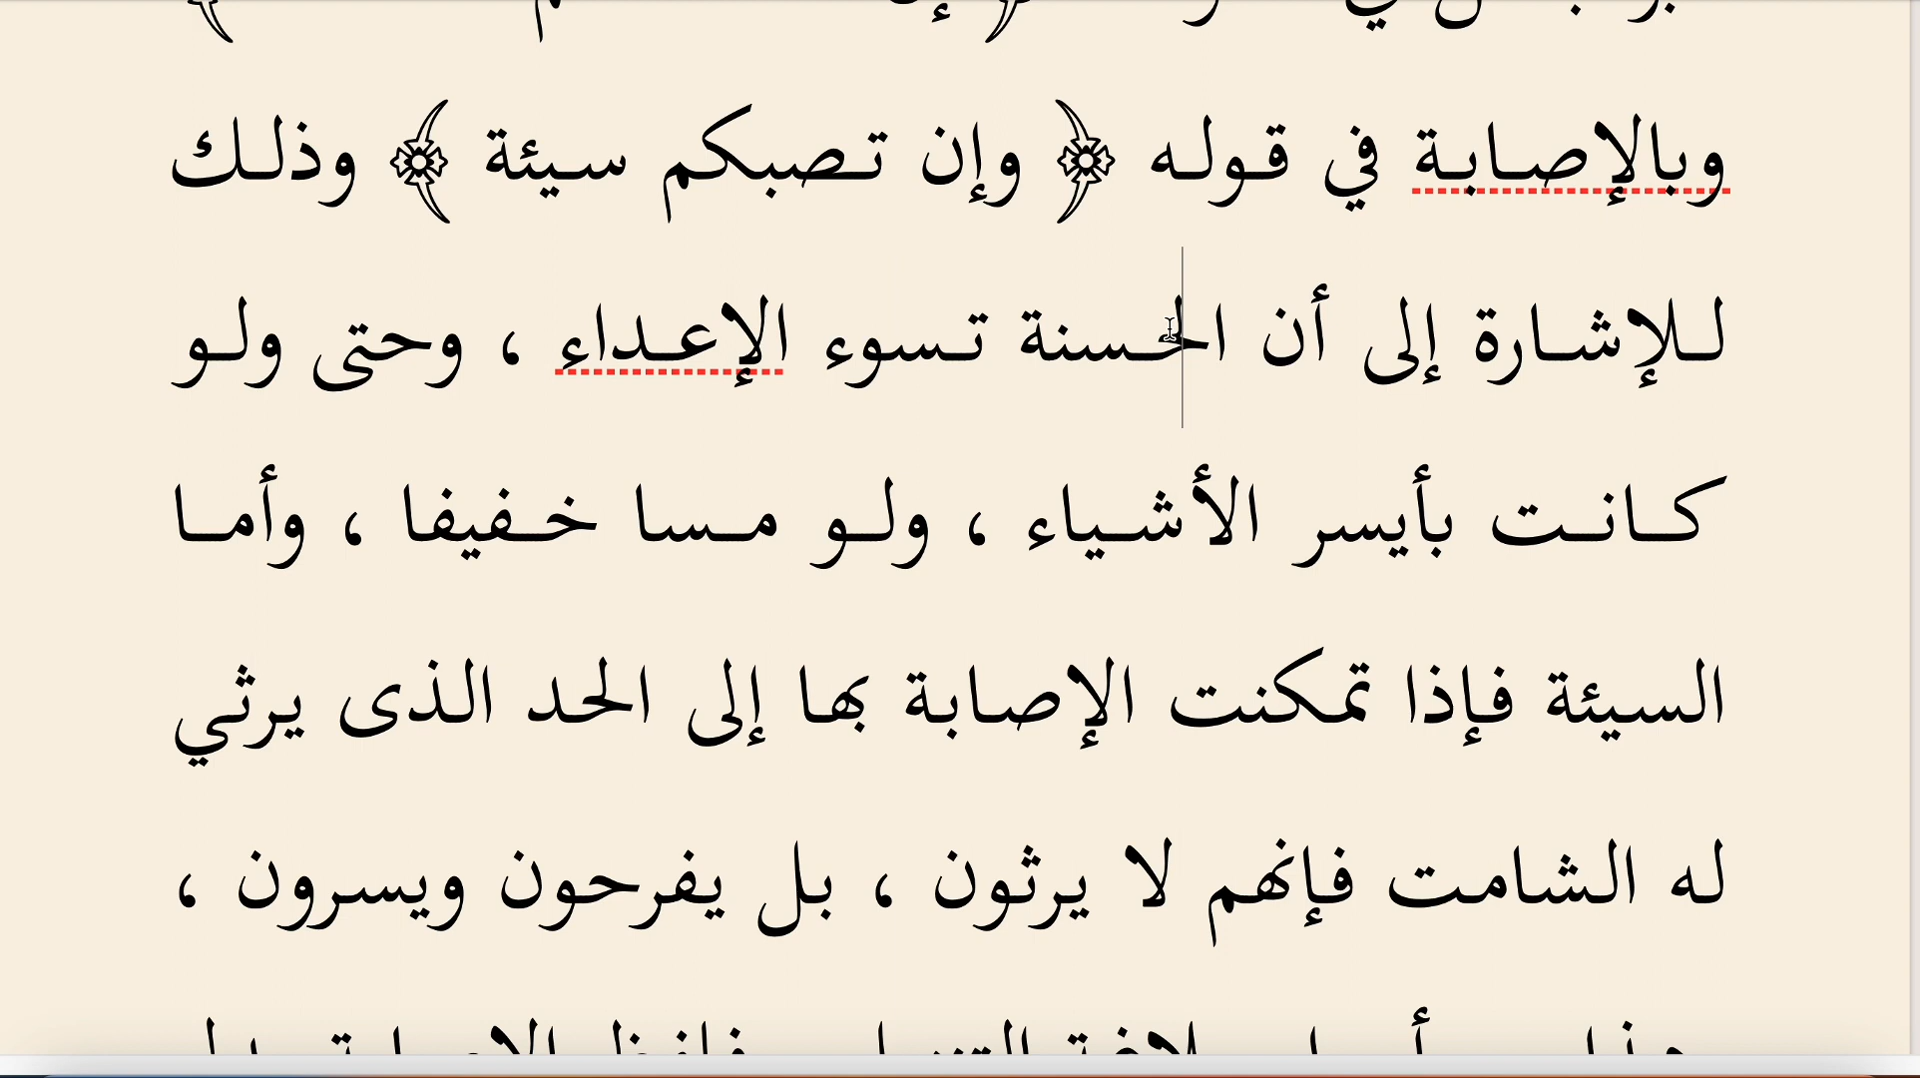 وبالإصابة في قوله ﴿ وإن تصبكم سيئة ﴾ وذلك
للإشارة إلى أن الحسنة تسوء الإعداء ، وحتى ولو
كانت بأيسر الأشياء ، ولو مسا خفيفا ، وأما
السيئة فإذا تمكنت الإصابة بها إلى الحد الذى يرثي
له الشامت فإنهم لا يرثون ، بل يفرحون ويسرون ،